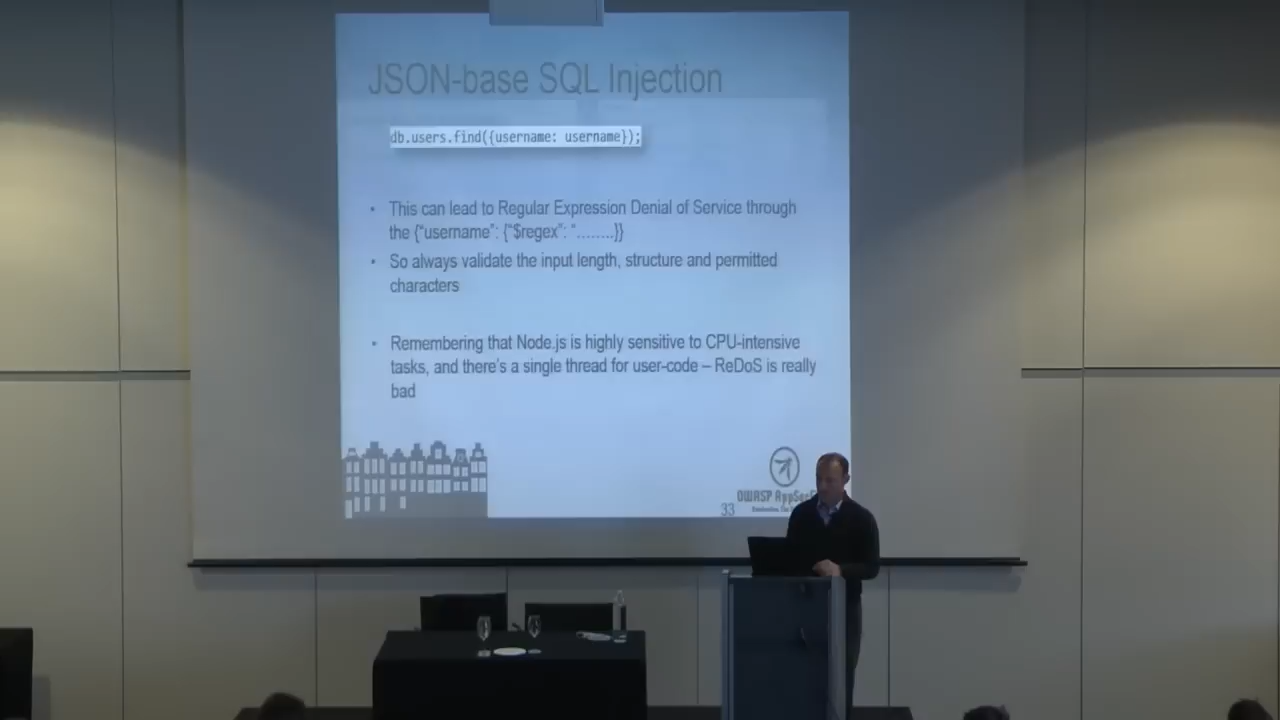 JSON-base SQL Injection
db.users.find({username: username});
• This can lead to Regular Expression Denial of Service through
the {“username”: {“$regex”: “........}}
• So always validate the input length, structure and permitted
characters
• Remembering that Node.js is highly sensitive to CPU-intensive
tasks, and there’s a single thread for user-code – ReDoS is really
bad
OWASP
33